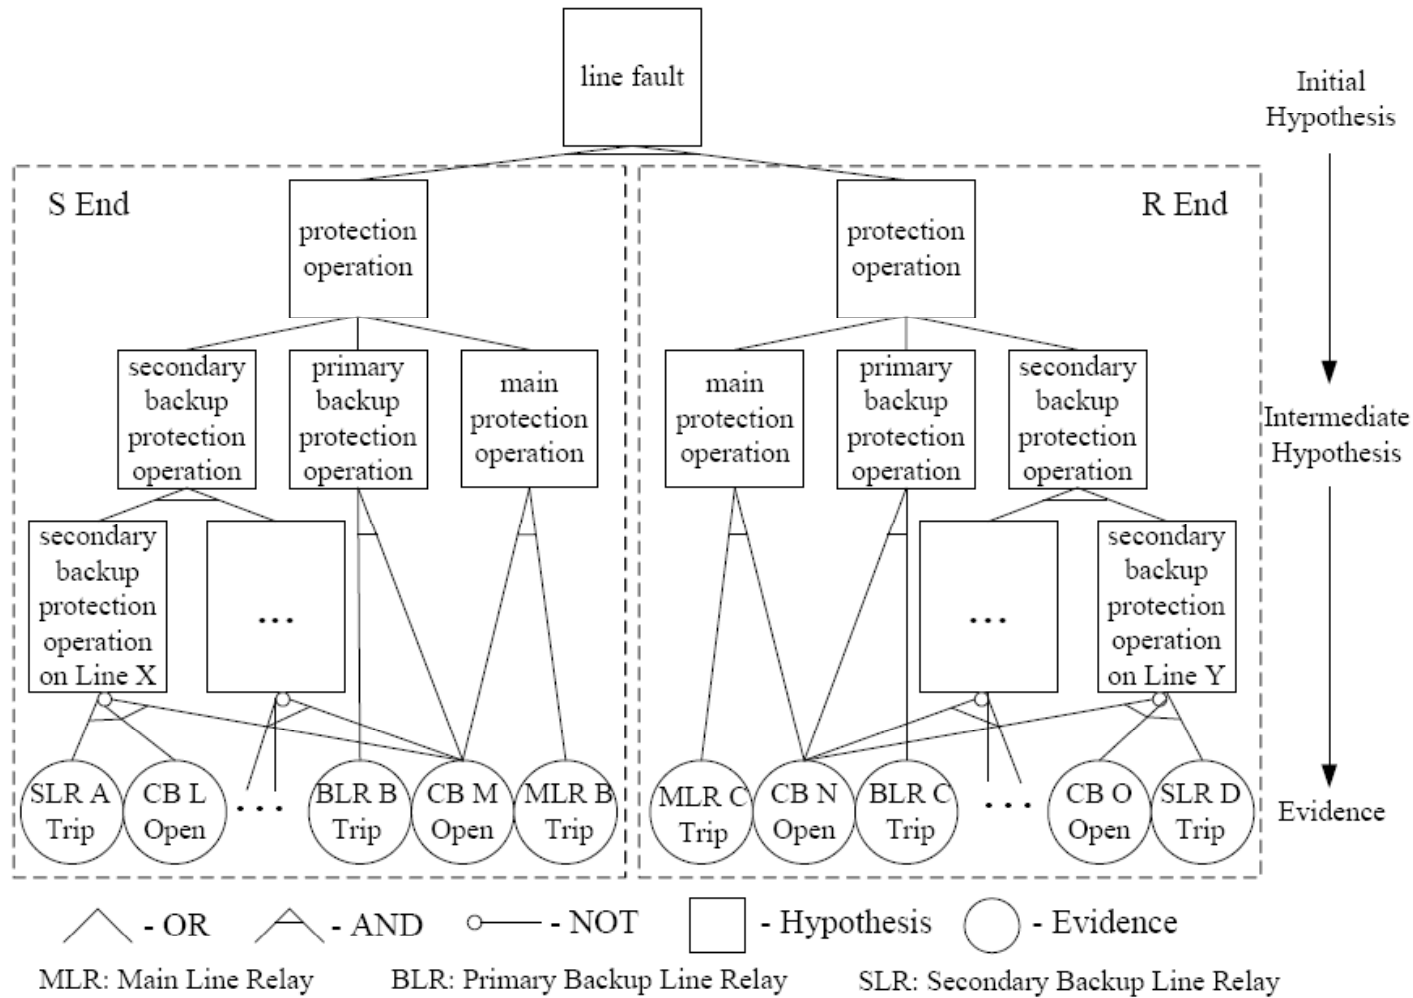 line fault
Initial
Hypothesis
S End
R End
protection
operation
protection
operation
secondary
backup
protection
operation
primary
backup
protection
operation
main
protection
operation
main
protection
operation
primary
backup
protection
operation
secondary
backup
protection
operation
Intermediate
Hypothesis
secondary
backup
protection
operation
on Line X
...
...
secondary
backup
protection
operation
on Line Y
SLR A
Trip
CB L
Open
...
BLR B
Trip
CB M
Open
MLR B
Trip
MLR C
Trip
CB N
Open
BLR C
Trip
...
CB O
Open
SLR D
Trip
Evidence
- OR
- AND
- NOT
- Hypothesis
- Evidence
MLR: Main Line Relay
BLR: Primary Backup Line Relay
SLR: Secondary Backup Line Relay